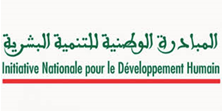 المبادرة الوطنية للتنمية البشرية
Initiative Nationale pour le Développement Humain